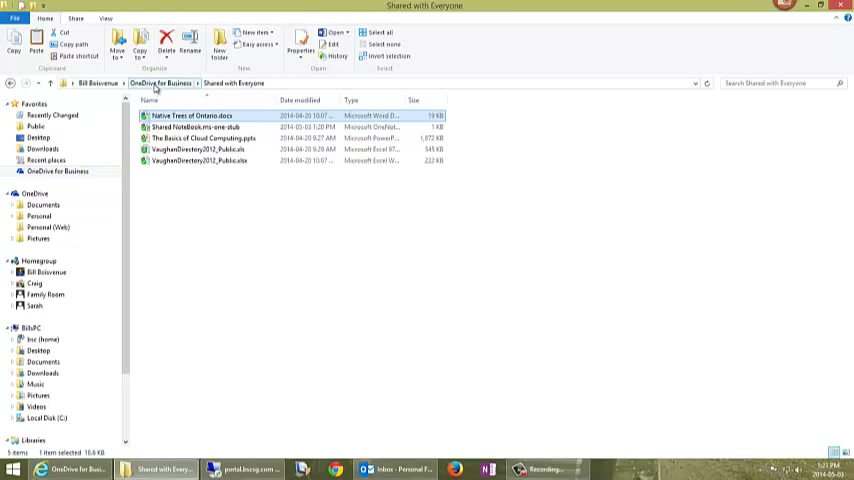 Shared with Everyone
File Home Share View
Copy Paste Cut Copy path Paste shortcut Move to Copy to Delete Rename New folder New item Easy access Properties Open Edit History Select all Select none Invert selection
Clipboard Organize New Open Select
Bill Boisvenue OneDrive for Business Shared with Everyone Search Shared with Everyone
Name Date modified Type Size
Native Trees of Ontario.docx 2014-04-20 10:07 ... Microsoft Word D... 19 KB
Shared NoteBook.ms-one-stub 2014-05-03 1:20 PM Microsoft OneNot... 1 KB
The Basics of Cloud Computing.pptx 2014-04-20 9:27 AM Microsoft PowerP... 1,872 KB
VaughanDirectory2012_Public.xls 2014-04-20 9:29 AM Microsoft Excel 97... 545 KB
VaughanDirectory2012_Public.xlsx 2014-04-20 10:07 ... Microsoft Excel W... 222 KB
Favorites
Recently Changed
Public
Desktop
Downloads
Recent places
OneDrive for Business
OneDrive
Documents
Personal
Personal (Web)
Pictures
Homegroup
Bill Boisvenue
Craig
Family Room
Sarah
BillsPC
bsc (home)
Desktop
Documents
Downloads
Music
Pictures
Videos
Local Disk (C:)
Libraries
5 items 1 item selected 18.6 KB
OneDrive for Busi... Shared with Every... portal.bscsg.com ... Inbox - Personal F... Recording...
5:21 PM
2014-05-03